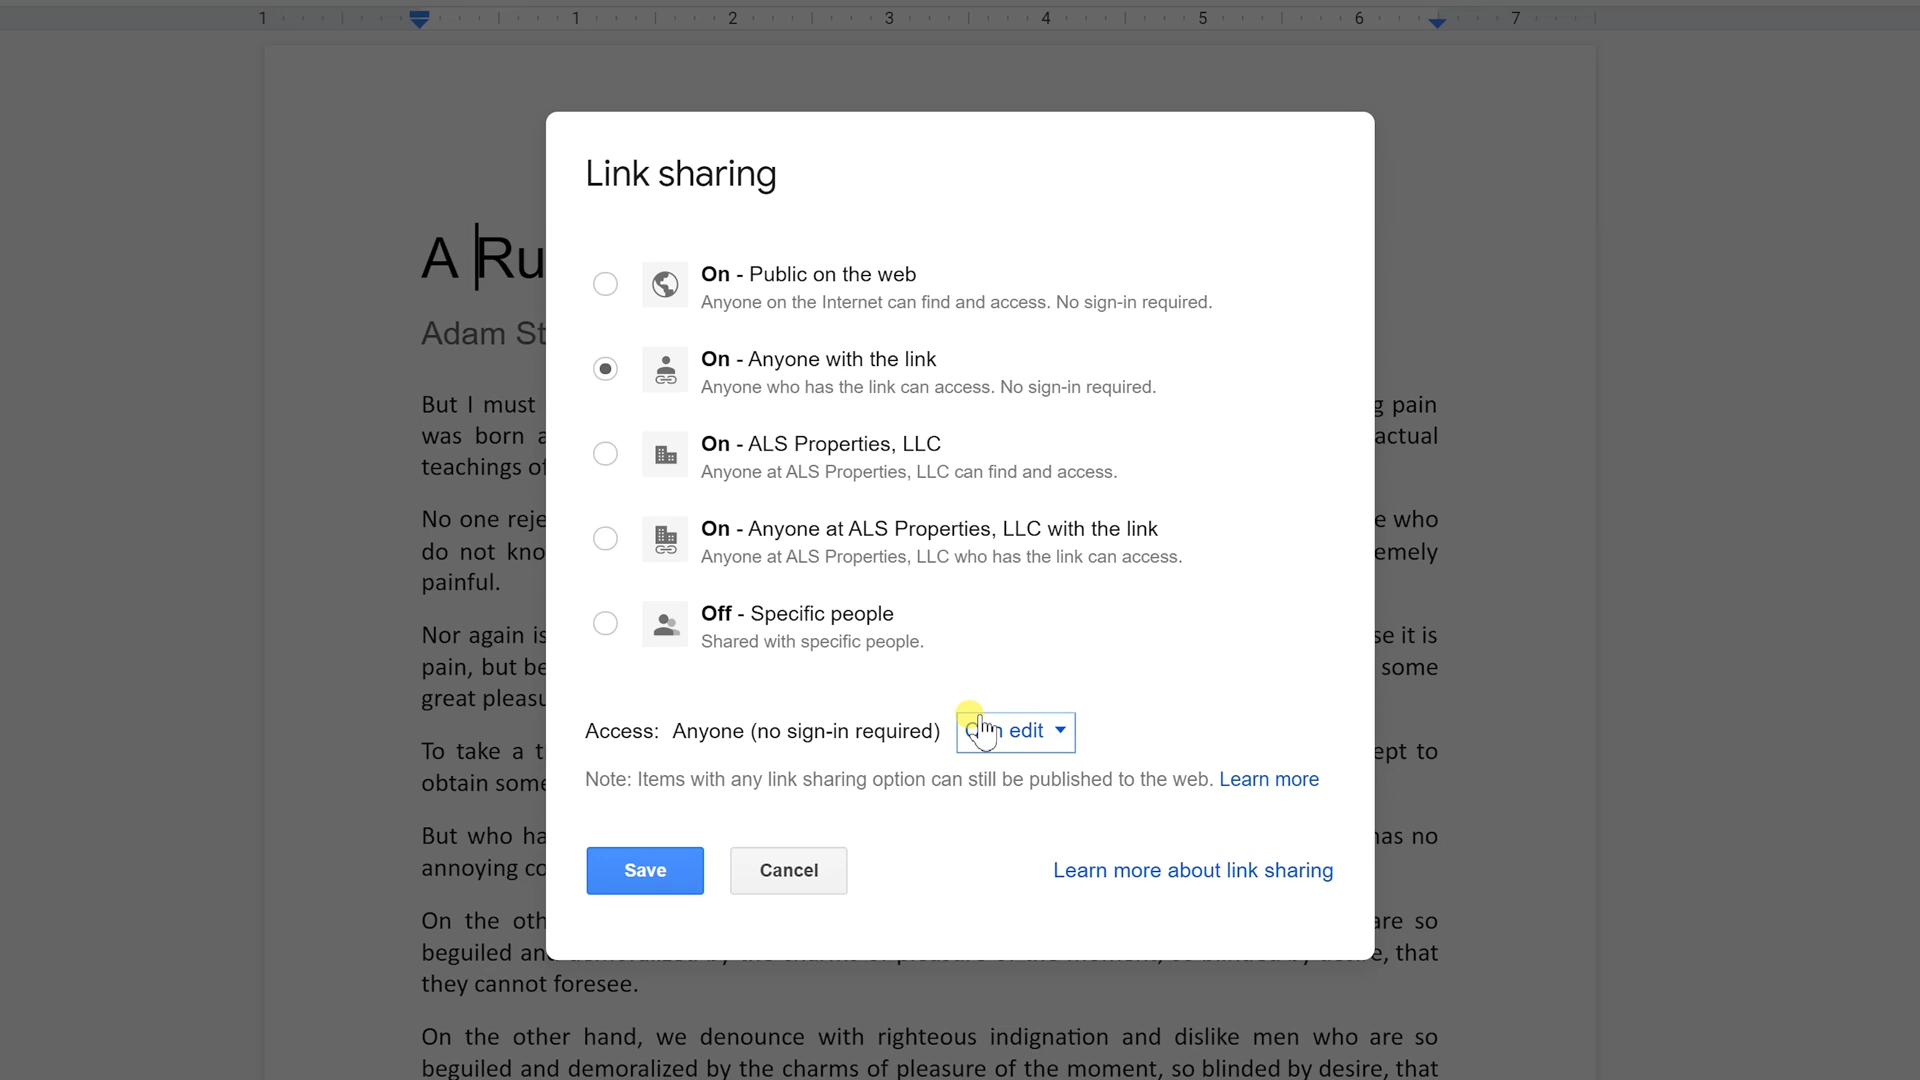 1 1 2 3 4 5 6 7
Link sharing
On - Public on the web
Anyone on the Internet can find and access. No sign-in required.
On - Anyone with the link
Anyone who has the link can access. No sign-in required.
On - ALS Properties, LLC
Anyone at ALS Properties, LLC can find and access.
On - Anyone at ALS Properties, LLC with the link
Anyone at ALS Properties, LLC who has the link can access.
Off - Specific people
Shared with specific people.
Access: Anyone (no sign-in required) edit
Note: Items with any link sharing option can still be published to the web. Learn more
Save Cancel Learn more about link sharing
A Ru
Adam St
But I must g pain
was born a actual
teachings of
No one reje e who
do not kno emely
painful.
Nor again is se it is
pain, but be some
great pleasu
To take a t ept to
obtain some
But who ha has no
annoying co
On the oth are so
beguiled an e, that
they cannot foresee.
On the other hand, we denounce with righteous indignation and dislike men who are so
beguiled and demoralized by the charms of pleasure of the moment, so blinded by desire, that